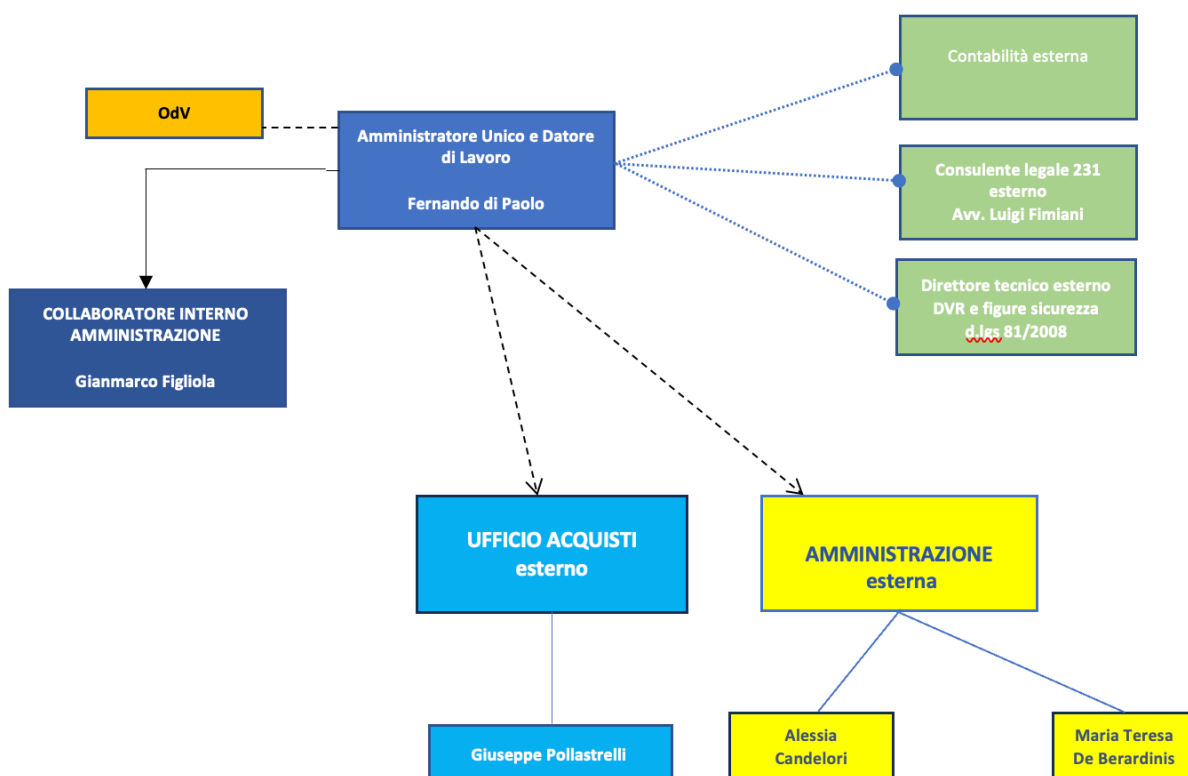 Contabilità esterna
OdV
Amministratore Unico e Datore
di Lavoro
Fernando di Paolo
Consulente legale 231
esterno
Avv. Luigi Fimiani
Direttore tecnico esterno
DVR e figure sicurezza
d.lgs 81/2008
COLLABORATORE INTERNO
AMMINISTRAZIONE
Gianmarco Figliola
UFFICIO ACQUISTI
esterno
AMMINISTRAZIONE
esterna
Giuseppe Pollastrelli
Alessia
Candelori
Maria Teresa
De Berardinis